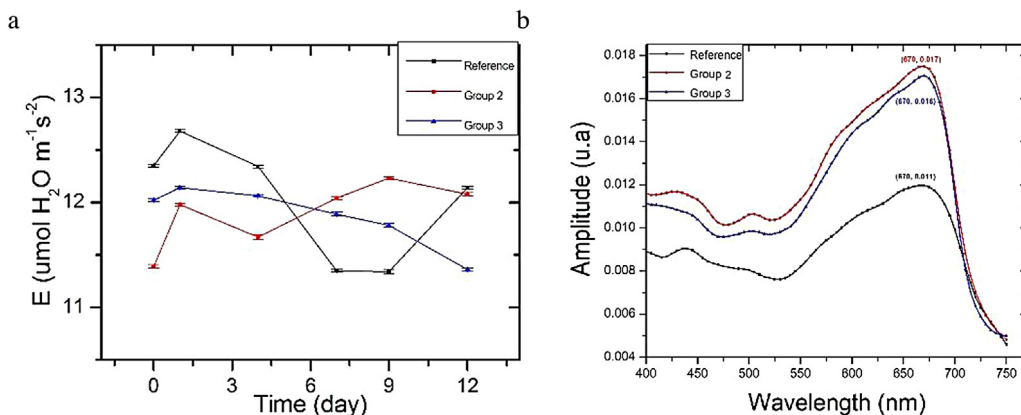 a
b
Reference
Group 2
Group 3
13
12
11
E (umol H₂O m⁻¹s⁻²)
0 3 6 9 12
Time (day)
Reference
Group 2
Group 3
(670, 0.017)
(670, 0.016)
(670, 0.011)
0.018
0.016
0.014
0.012
0.010
0.008
0.006
0.004
Amplitude (u.a)
400 450 500 550 600 650 700 750
Wavelength (nm)